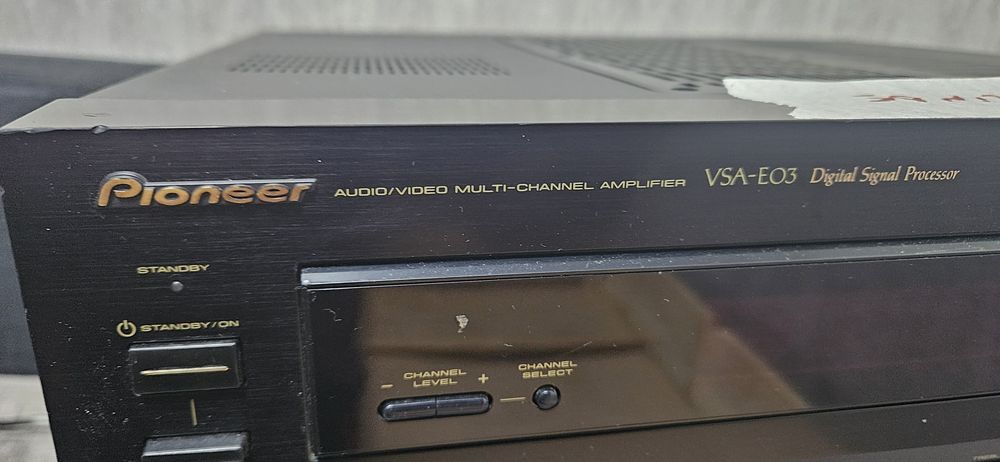 Pioneer AUDIO/VIDEO MULTI-CHANNEL AMPLIFIER VSA-E03 Digital Signal Processor
STANDBY
STANDBY/ON
CHANNEL
LEVEL
- +
CHANNEL
SELECT